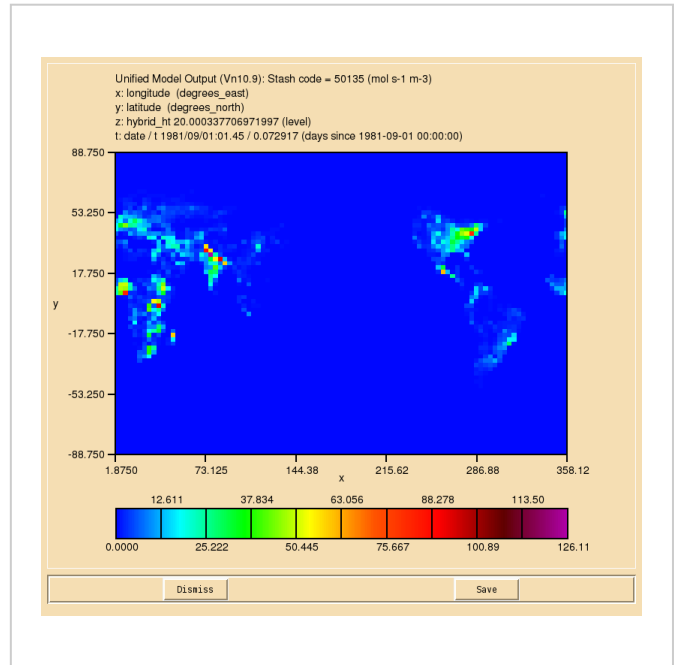 Unified Model Output (Vn10.9): Stash code = 50135 (mol s-1 m-3)
x: longitude (degrees_east)
y: latitude (degrees_north)
z: hybrid_ht 20.000337706971997 (level)
t: date / t 1981/09/01:01.45 / 0.072917 (days since 1981-09-01 00:00:00)
88.750
53.250
17.750
y
-17.750
-53.250
-88.750
1.8750 73.125 144.38 215.62 286.88 358.12
x
12.611 37.834 63.056 88.278 113.50
0.0000 25.222 50.445 75.667 100.89 126.11
Dismiss Save